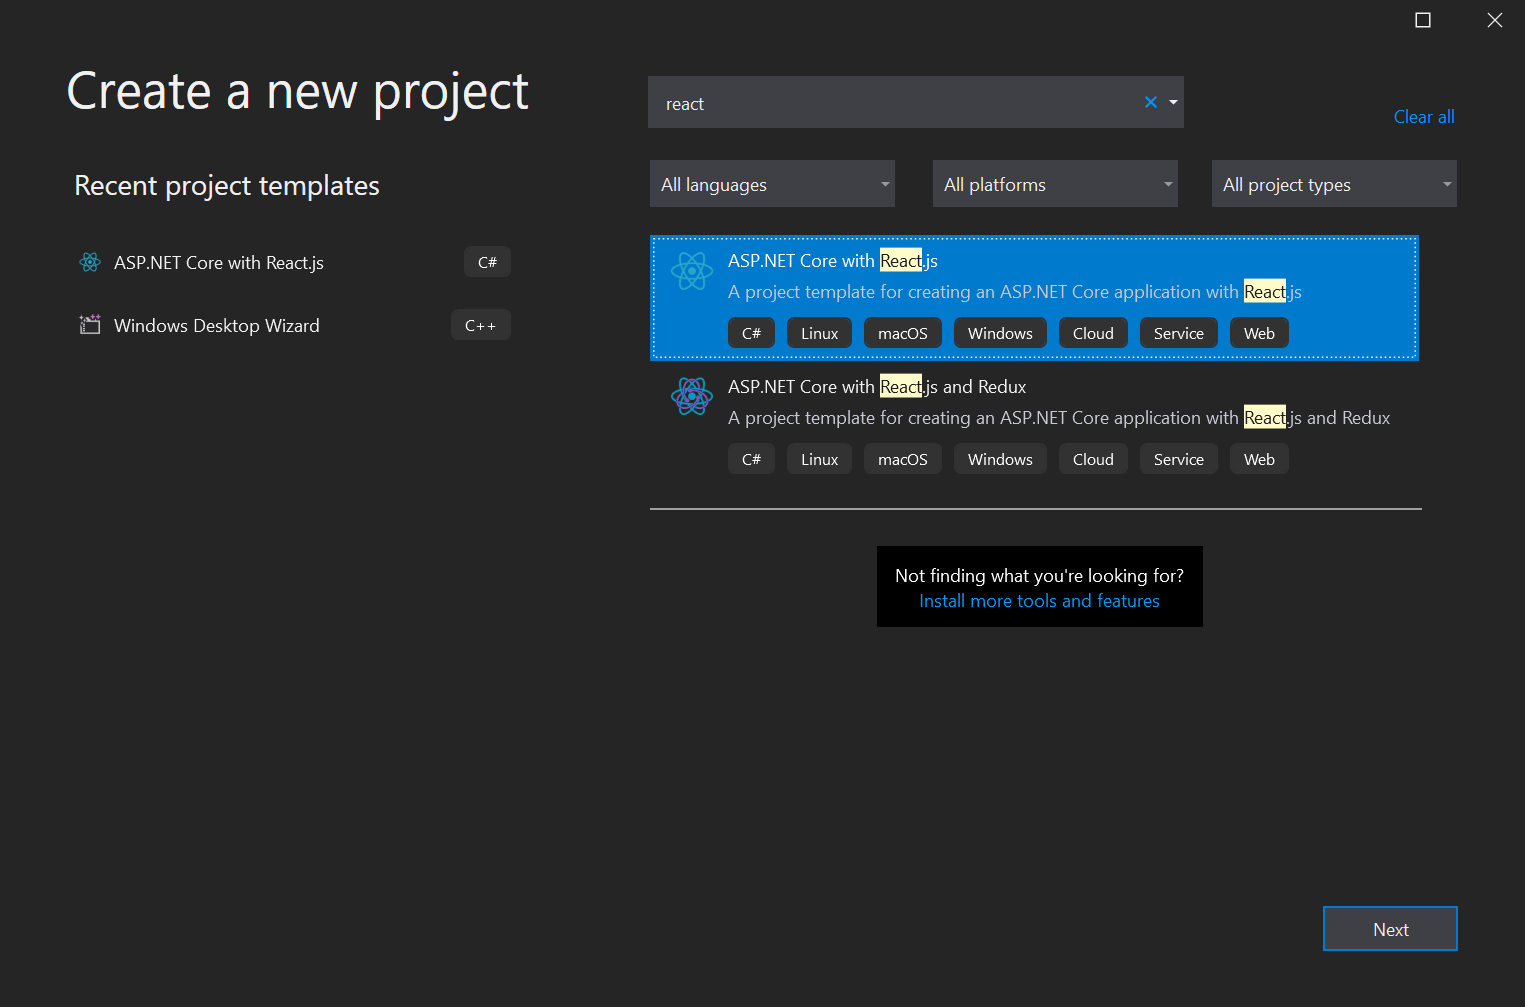 Create a new project
Recent project templates
ASP.NET Core with React.js C#
Windows Desktop Wizard C++
react
Clear all
All languages All platforms All project types
ASP.NET Core with React.js
A project template for creating an ASP.NET Core application with React.js
C# Linux macOS Windows Cloud Service Web
ASP.NET Core with React.js and Redux
A project template for creating an ASP.NET Core application with React.js and Redux
C# Linux macOS Windows Cloud Service Web
Not finding what you're looking for?
Install more tools and features
Next